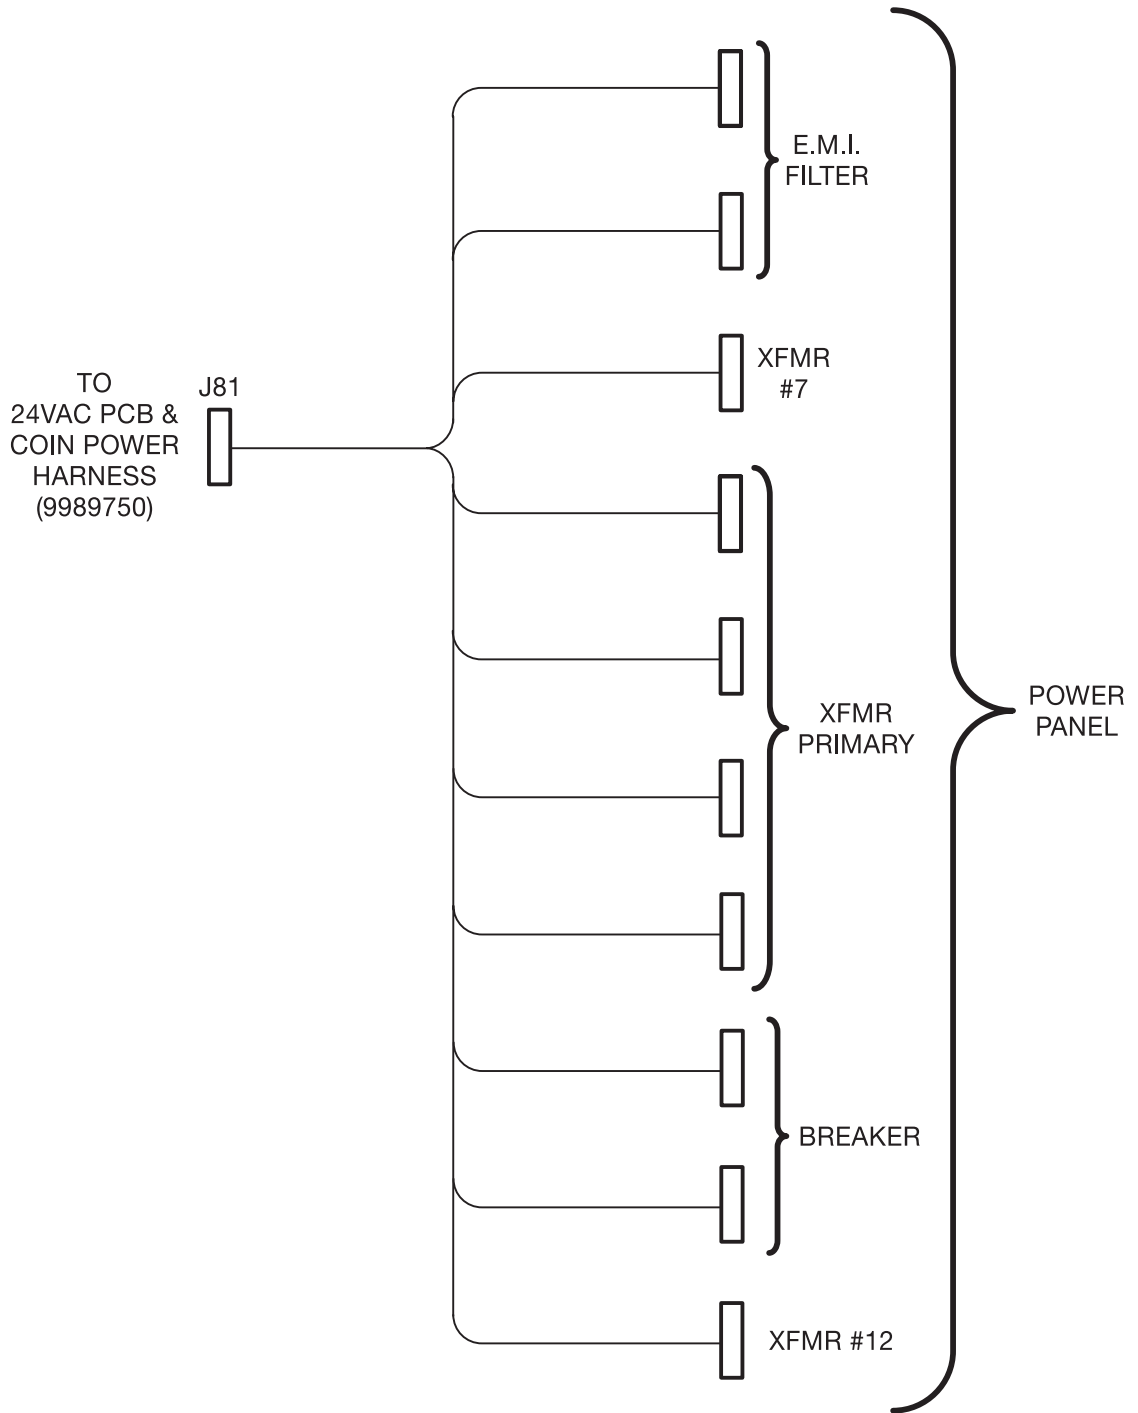 E.M.I.
FILTER
XFMR
#7
TO
24VAC PCB &
COIN POWER
HARNESS
(9989750)
J81
XFMR
PRIMARY
POWER
PANEL
BREAKER
XFMR #12